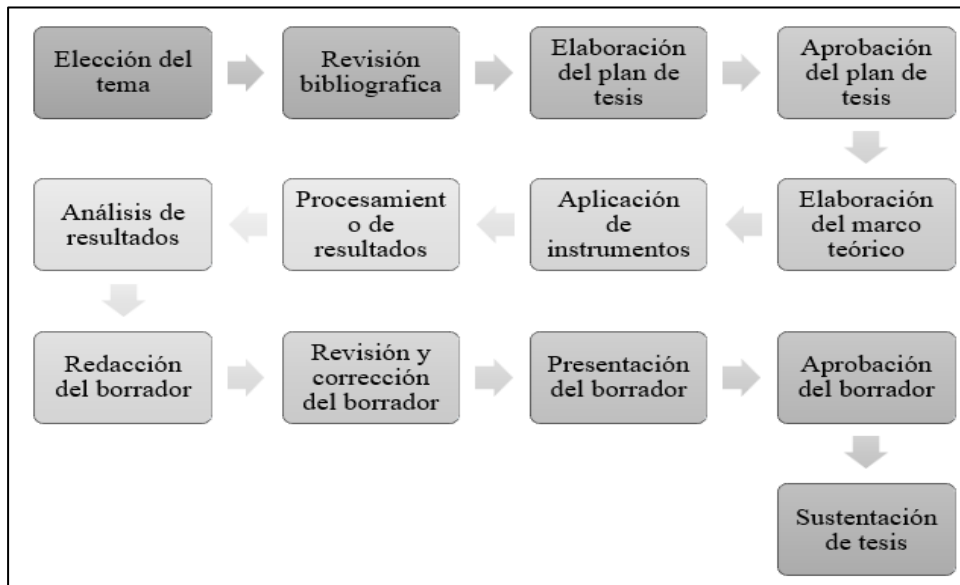 Elección del
tema
Revisión
bibliografica
Elaboración
del plan de
tesis
Aprobación
del plan de
tesis
Elaboración
del marco
teórico
Aplicación
de
instrumentos
Procesamient
o de
resultados
Análisis de
resultados
Redacción
del borrador
Revisión y
corrección
del borrador
Presentación
del borrador
Aprobación
del borrador
Sustentación
de tesis